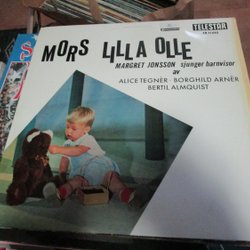 TELESTAR
MORS LILLA OLLE
MARGRET JONSSON sjunger barnvisor
av
ALICE TEGNÉR · BORGHILD ARNÉR
BERTIL ALMQUIST